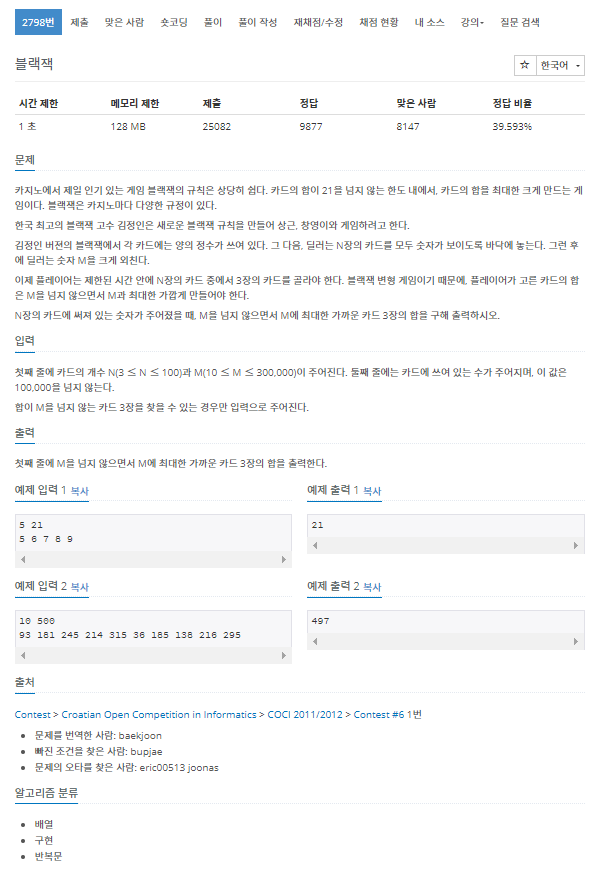 2798번 제출 맞은 사람 숏코딩 풀이 풀이 작성 재채점/수정 채점 현황 내 소스 강의 질문 검색
블랙잭
☆ 한국어
시간 제한 메모리 제한 제출 정답 맞은 사람 정답 비율
1 초 128 MB 25082 9877 8147 39.593%
문제
카지노에서 제일 인기 있는 게임 블랙잭의 규칙은 상당히 쉽다. 카드의 합이 21을 넘지 않는 한도 내에서, 카드의 합을 최대한 크게 만드는 게
임이다. 블랙잭은 카지노마다 다양한 규정이 있다.
한국 최고의 블랙잭 고수 김정인은 새로운 블랙잭 규칙을 만들어 상근, 창영이와 게임하려고 한다.
김정인 버전의 블랙잭에서 각 카드에는 양의 정수가 쓰여 있다. 그 다음, 딜러는 N장의 카드를 모두 숫자가 보이도록 바닥에 놓는다. 그런 후
에 딜러는 숫자 M을 크게 외친다.
이제 플레이어는 제한된 시간 안에 N장의 카드 중에서 3장의 카드를 골라야 한다. 블랙잭 변형 게임이기 때문에, 플레이어가 고른 카드의 합
은 M을 넘지 않으면서 M과 최대한 가깝게 만들어야 한다.
N장의 카드에 써져 있는 숫자가 주어졌을 때, M을 넘지 않으면서 M에 최대한 가까운 카드 3장의 합을 구해 출력하시오.
입력
첫째 줄에 카드의 개수 N(3 ≤ N ≤ 100)과 M(10 ≤ M ≤ 300,000)이 주어진다. 둘째 줄에는 카드에 쓰여 있는 수가 주어지며, 이 값은
100,000을 넘지 않는다.
합이 M을 넘지 않는 카드 3장을 찾을 수 있는 경우만 입력으로 주어진다.
출력
첫째 줄에 M을 넘지 않으면서 M에 최대한 가까운 카드 3장의 합을 출력한다.
예제 입력 1 복사 예제 출력 1 복사
5 21 21
5 6 7 8 9
예제 입력 2 복사 예제 출력 2 복사
10 500 497
93 181 245 214 315 36 185 138 216 295
출처
Contest > Croatian Open Competition in Informatics > COCI 2011/2012 > Contest #6 1번
문제를 번역한 사람: baekjoon
빠진 조건을 찾은 사람: bupjae
문제의 오타를 찾은 사람: eric00513 joonas
알고리즘 분류
배열
구현
반복문